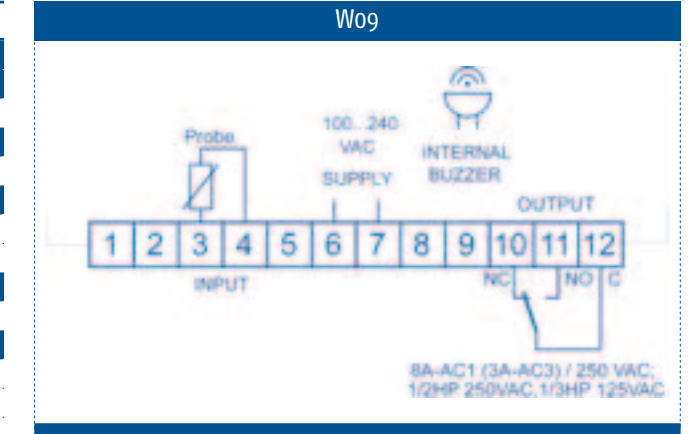 W09
Probe
100...240
VAC
SUPPLY
INTERNAL
BUZZER
OUTPUT
1 2 3 4 5 6 7 8 9 10 11 12
INPUT
NC NO C
8A-AC1 (3A-AC3) / 250 VAC;
1/2HP 250VAC, 1/3HP 125VAC